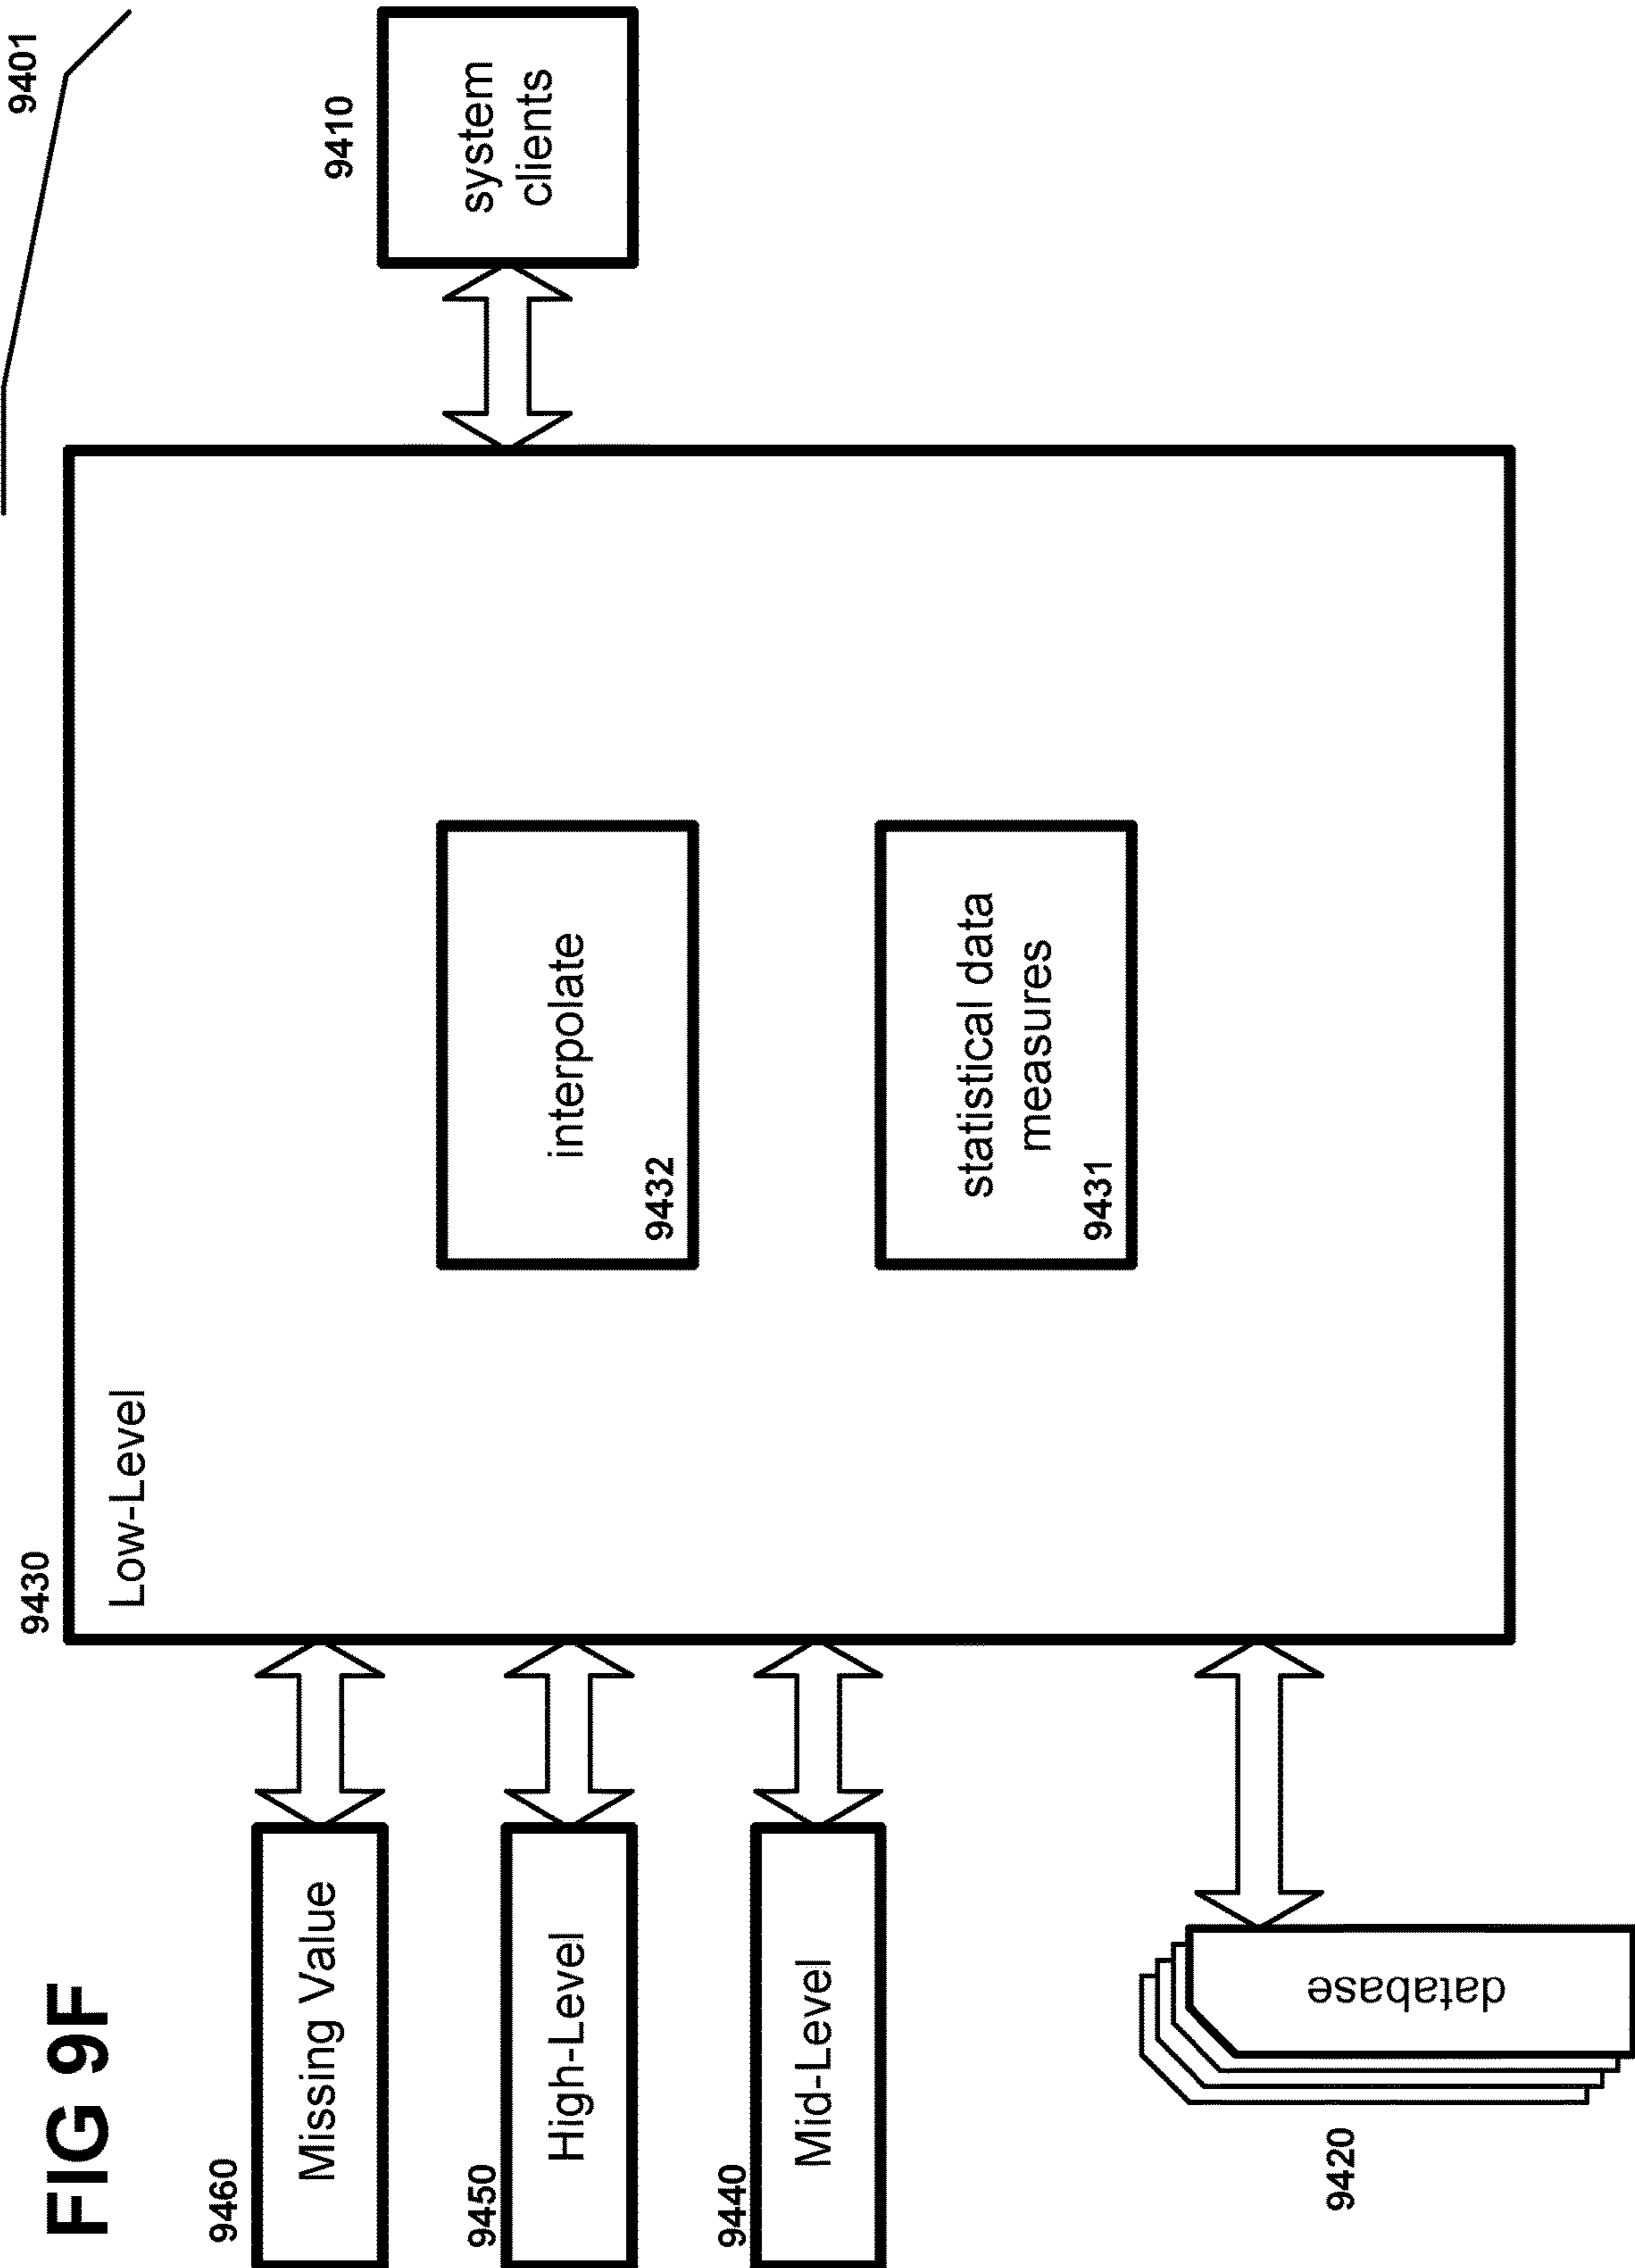 FIG 9F
9401
9430
Low-Level
9460
Missing Value
9450
High-Level
9440
Mid-Level
9420
database
interpolate
9432
statistical data
measures
9431
9410
system
clients